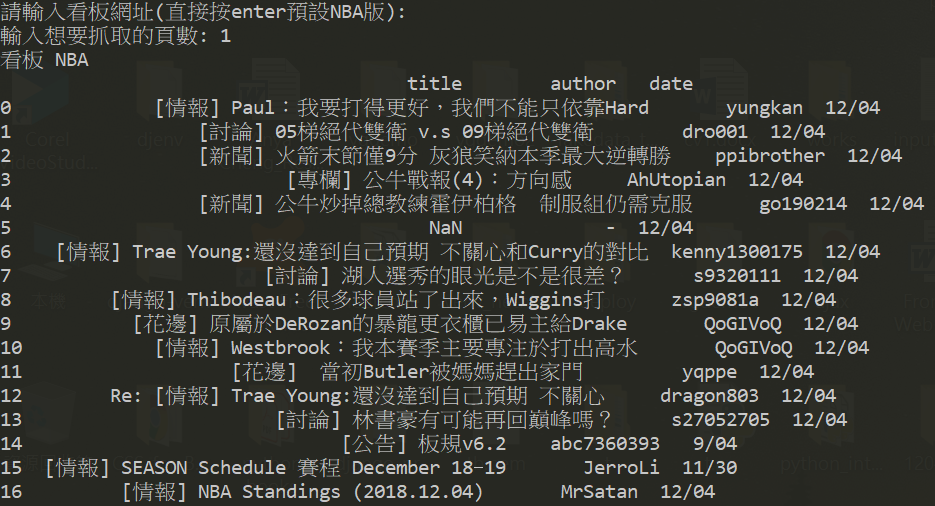 請輸入看板網址(直接按enter預設NBA版):
輸入想要抓取的頁數: 1
看板 NBA
title author date
0 [情報] Paul：我要打得更好，我們不能只依靠Hard yungkan 12/04
1 [討論] 05梯絕代雙衛 v.s 09梯絕代雙衛 dro001 12/04
2 [新聞] 火箭末節僅9分 灰狼笑納本季最大逆轉勝 ppibrother 12/04
3 [專欄] 公牛戰報(4)：方向感 AhUtopian 12/04
4 [新聞] 公牛炒掉總教練霍伊柏格　制服組仍需克服 go190214 12/04
5 NaN - 12/04
6 [情報] Trae Young:還沒達到自己預期 不關心和Curry的對比 kenny1300175 12/04
7 [討論] 湖人選秀的眼光是不是很差？ s9320111 12/04
8 [情報] Thibodeau：很多球員站了出來，Wiggins打 zsp9081a 12/04
9 [花邊] 原屬於DeRozan的暴龍更衣櫃已易主給Drake QoGIVoQ 12/04
10 [情報] Westbrook：我本賽季主要專注於打出高水 QoGIVoQ 12/04
11 [花邊]　當初Butler被媽媽趕出家門 yqppe 12/04
12 Re: [情報] Trae Young:還沒達到自己預期 不關心 dragon803 12/04
13 [討論] 林書豪有可能再回巔峰嗎？ s27052705 12/04
14 [公告] 板規v6.2 abc7360393 9/04
15 [情報] SEASON Schedule 賽程 December 18–19 JerroLi 11/30
16 [情報] NBA Standings (2018.12.04) MrSatan 12/04